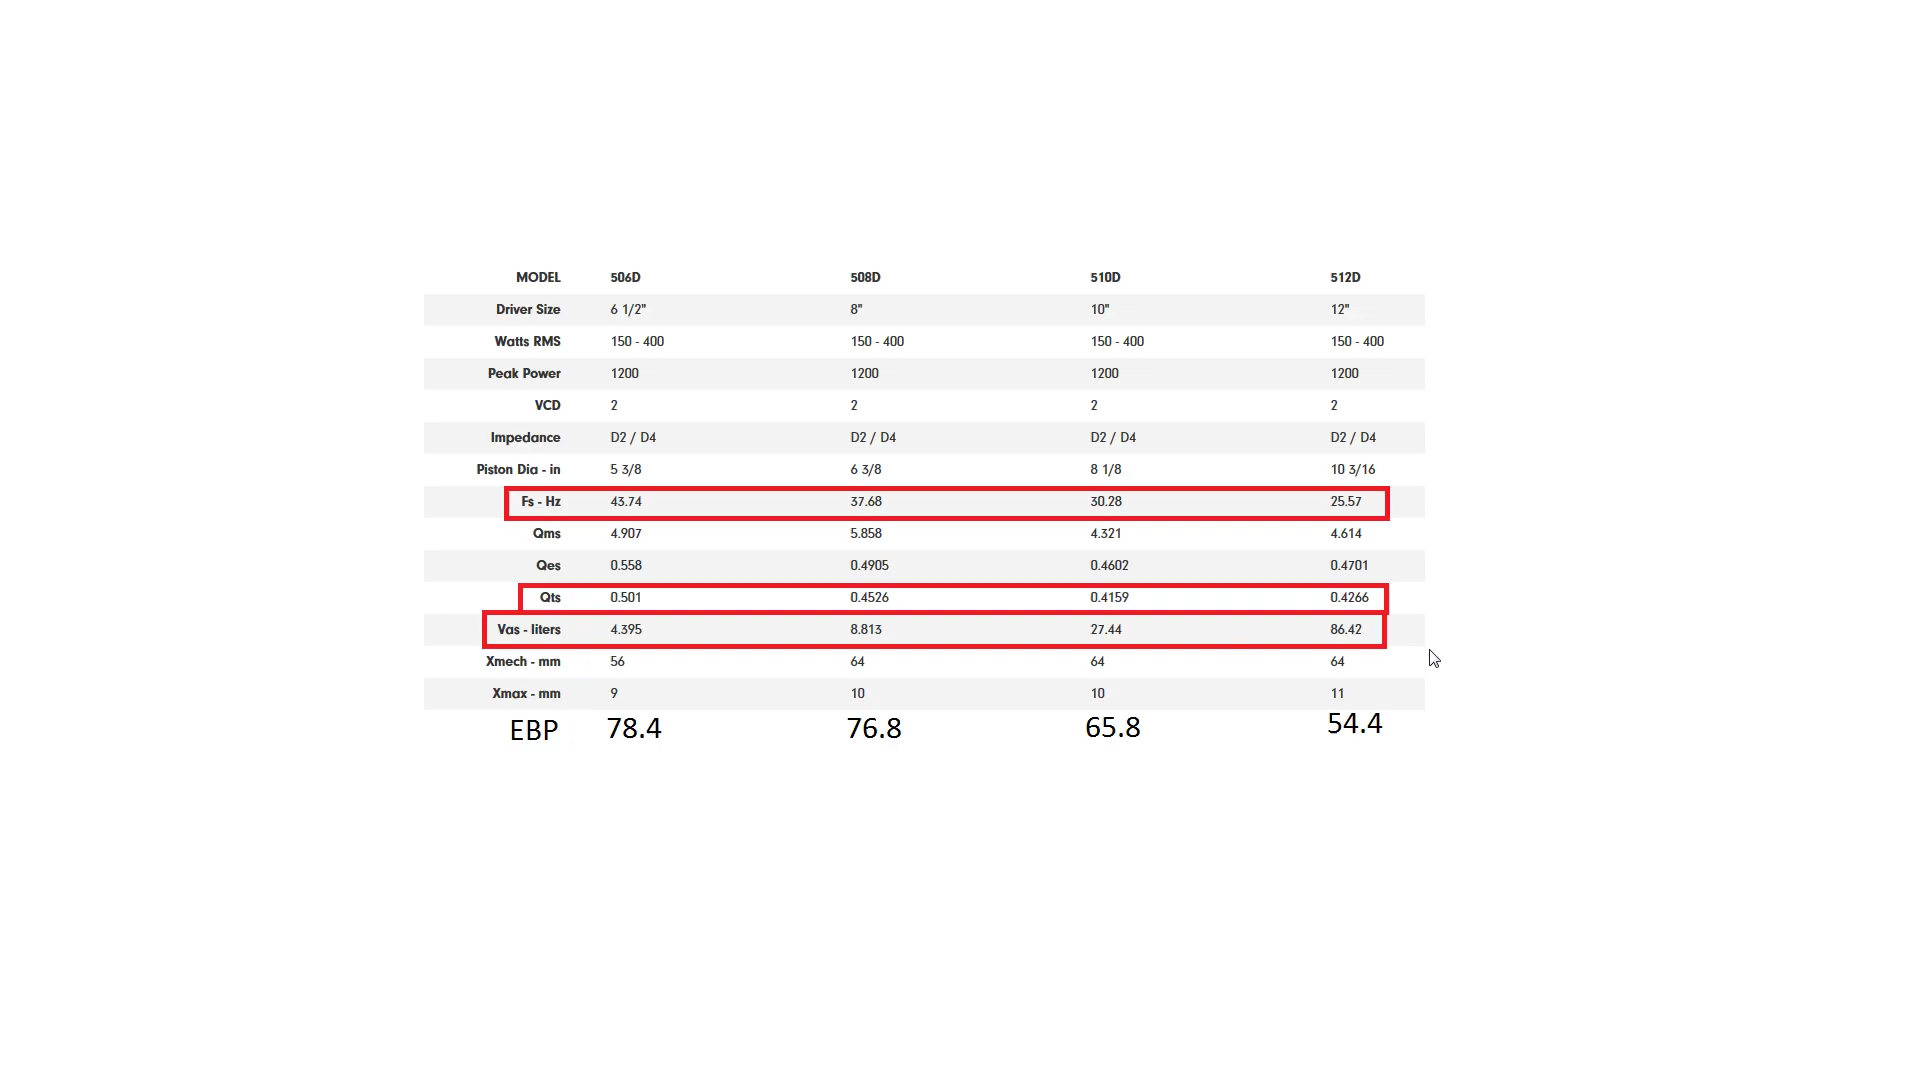 MODEL 506D 508D 510D 512D
Driver Size 6 1/2" 8" 10" 12"
Watts RMS 150 - 400 150 - 400 150 - 400 150 - 400
Peak Power 1200 1200 1200 1200
VCD 2 2 2 2
Impedance D2 / D4 D2 / D4 D2 / D4 D2 / D4
Piston Dia - in 5 3/8 6 3/8 8 1/8 10 3/16
Fs - Hz 43.74 37.68 30.28 25.57
Qms 4.907 5.858 4.321 4.614
Qes 0.558 0.4905 0.4602 0.4701
Qts 0.501 0.4526 0.4159 0.4266
Vas - liters 4.395 8.813 27.44 86.42
Xmech - mm 56 64 64 64
Xmax - mm 9 10 10 11
EBP 78.4 76.8 65.8 54.4